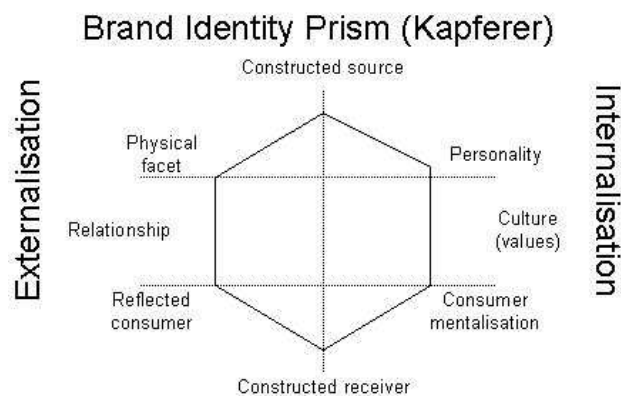 Brand Identity Prism (Kapferer)
Constructed source
Externalisation
Internalisation
Physical
facet
Personality
Relationship
Culture
(values)
Reflected
consumer
Consumer
mentalisation
Constructed receiver